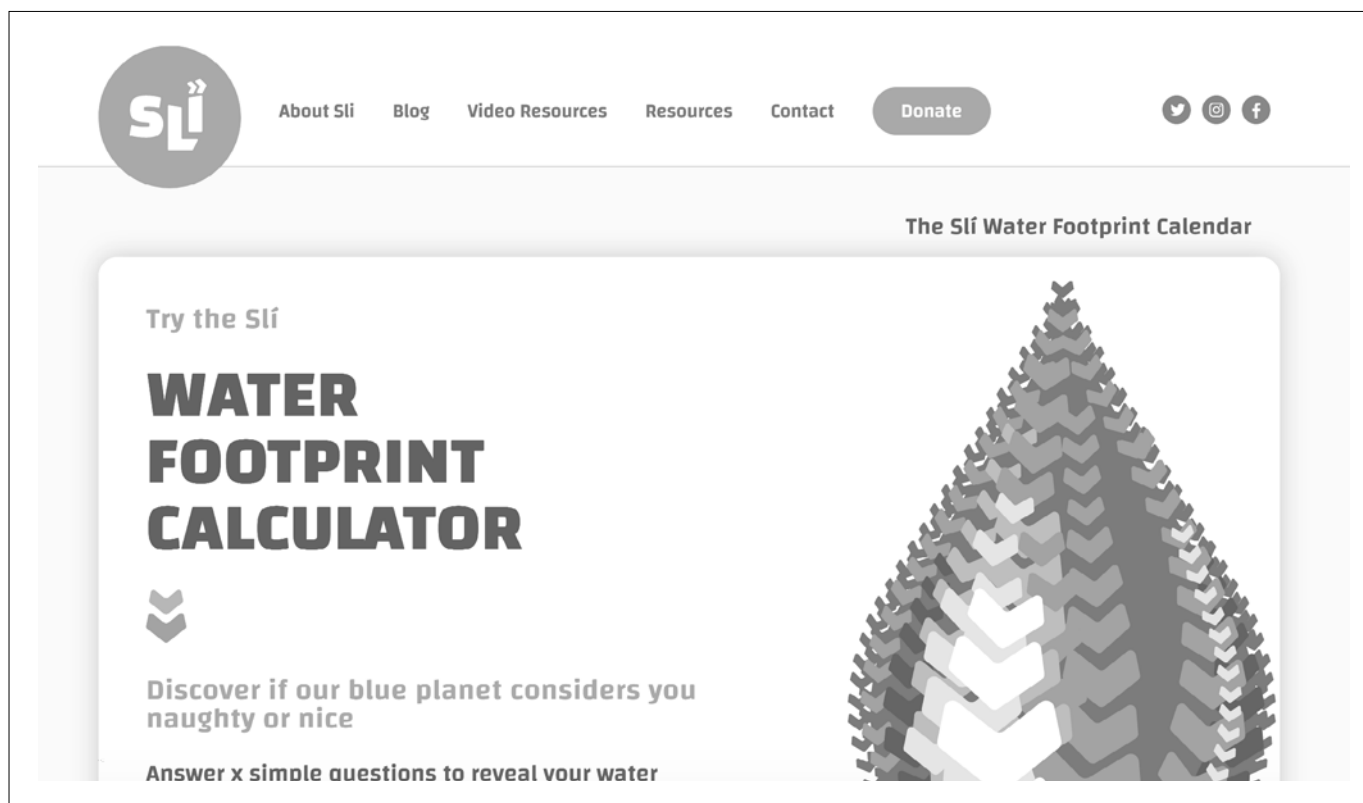 SLÍ
About Sli
Blog
Video Resources
Resources
Contact
Donate
The Slí Water Footprint Calendar
Try the Slí
WATER
FOOTPRINT
CALCULATOR
Discover if our blue planet considers you
naughty or nice
Answer x simple questions to reveal your water